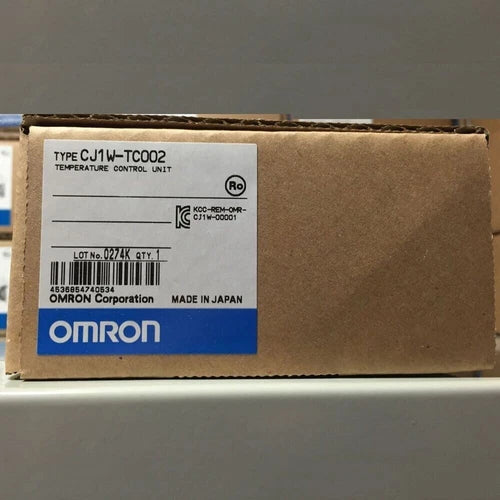 TYPE CJ1W-TC002
TEMPERATURE CONTROL UNIT
Ro
KCC-REM-OMR-
CJ1W-00001
LOT No. 0274K QTY. 1
4536854740534
OMRON Corporation MADE IN JAPAN
OMRON